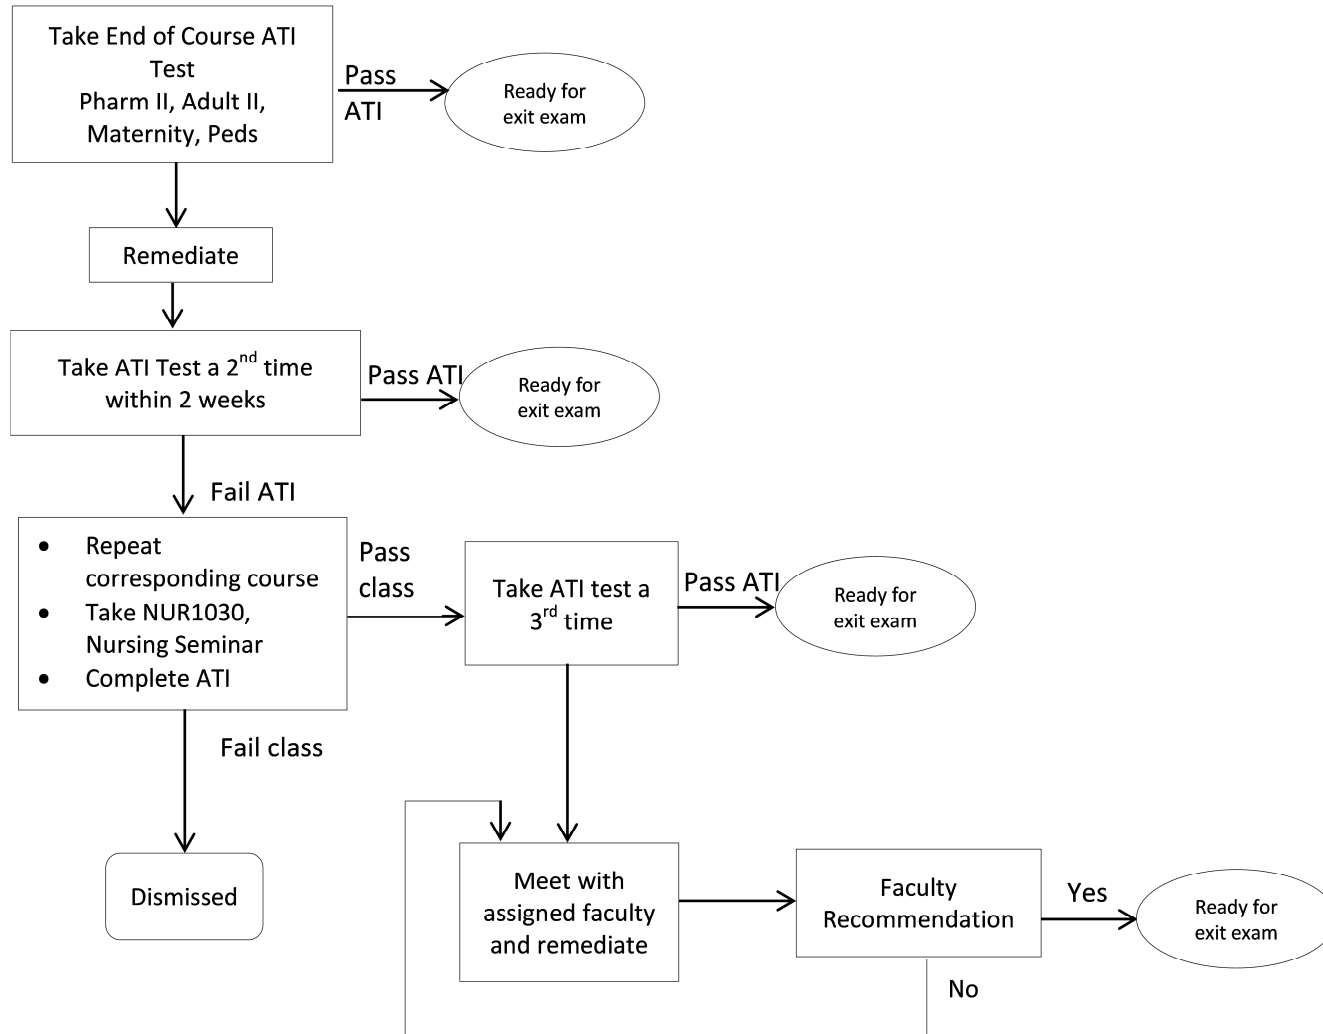 Take End of Course ATI
Test
Pharm II, Adult II,
Maternity, Peds
Pass
ATI
Ready for
exit exam
Remediate
Take ATI Test a 2nd time
within 2 weeks
Pass ATI
Ready for
exit exam
Fail ATI
• Repeat
corresponding course
• Take NUR1030,
Nursing Seminar
• Complete ATI
Pass
class
Take ATI test a
3rd time
Pass ATI
Ready for
exit exam
Fail class
Dismissed
Meet with
assigned faculty
and remediate
Faculty
Recommendation
Yes
Ready for
exit exam
No